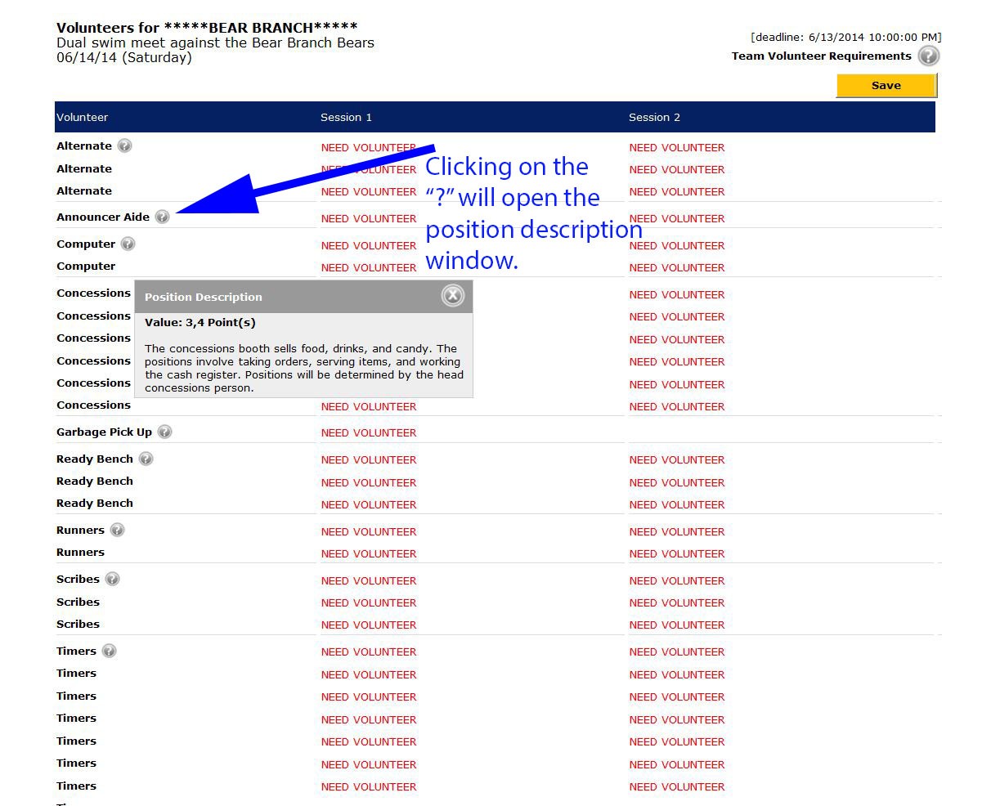 Volunteers for *****BEAR BRANCH*****
Dual swim meet against the Bear Branch Bears
06/14/14 (Saturday)
[deadline: 6/13/2014 10:00:00 PM]
Team Volunteer Requirements ?
Save
Volunteer Session 1 Session 2
Alternate ? NEED VOLUNTEER NEED VOLUNTEER
Alternate NEED VOLUNTEER NEED VOLUNTEER
Alternate NEED VOLUNTEER NEED VOLUNTEER
Clicking on the
“?” will open the
position description
window.
Announcer Aide ? NEED VOLUNTEER NEED VOLUNTEER
Computer ? NEED VOLUNTEER NEED VOLUNTEER
Computer NEED VOLUNTEER NEED VOLUNTEER
Concessions NEED VOLUNTEER
Concessions NEED VOLUNTEER
Concessions NEED VOLUNTEER
Concessions NEED VOLUNTEER
Concessions NEED VOLUNTEER
Position Description X
Value: 3,4 Point(s)
The concessions booth sells food, drinks, and candy. The
positions involve taking orders, serving items, and working
the cash register. Positions will be determined by the head
concessions person.
Concessions NEED VOLUNTEER NEED VOLUNTEER
Garbage Pick Up ? NEED VOLUNTEER
Ready Bench ? NEED VOLUNTEER NEED VOLUNTEER
Ready Bench NEED VOLUNTEER NEED VOLUNTEER
Ready Bench NEED VOLUNTEER NEED VOLUNTEER
Runners ? NEED VOLUNTEER NEED VOLUNTEER
Runners NEED VOLUNTEER NEED VOLUNTEER
Scribes ? NEED VOLUNTEER NEED VOLUNTEER
Scribes NEED VOLUNTEER NEED VOLUNTEER
Scribes NEED VOLUNTEER NEED VOLUNTEER
Timers ? NEED VOLUNTEER NEED VOLUNTEER
Timers NEED VOLUNTEER NEED VOLUNTEER
Timers NEED VOLUNTEER NEED VOLUNTEER
Timers NEED VOLUNTEER NEED VOLUNTEER
Timers NEED VOLUNTEER NEED VOLUNTEER
Timers NEED VOLUNTEER NEED VOLUNTEER
Timers NEED VOLUNTEER NEED VOLUNTEER